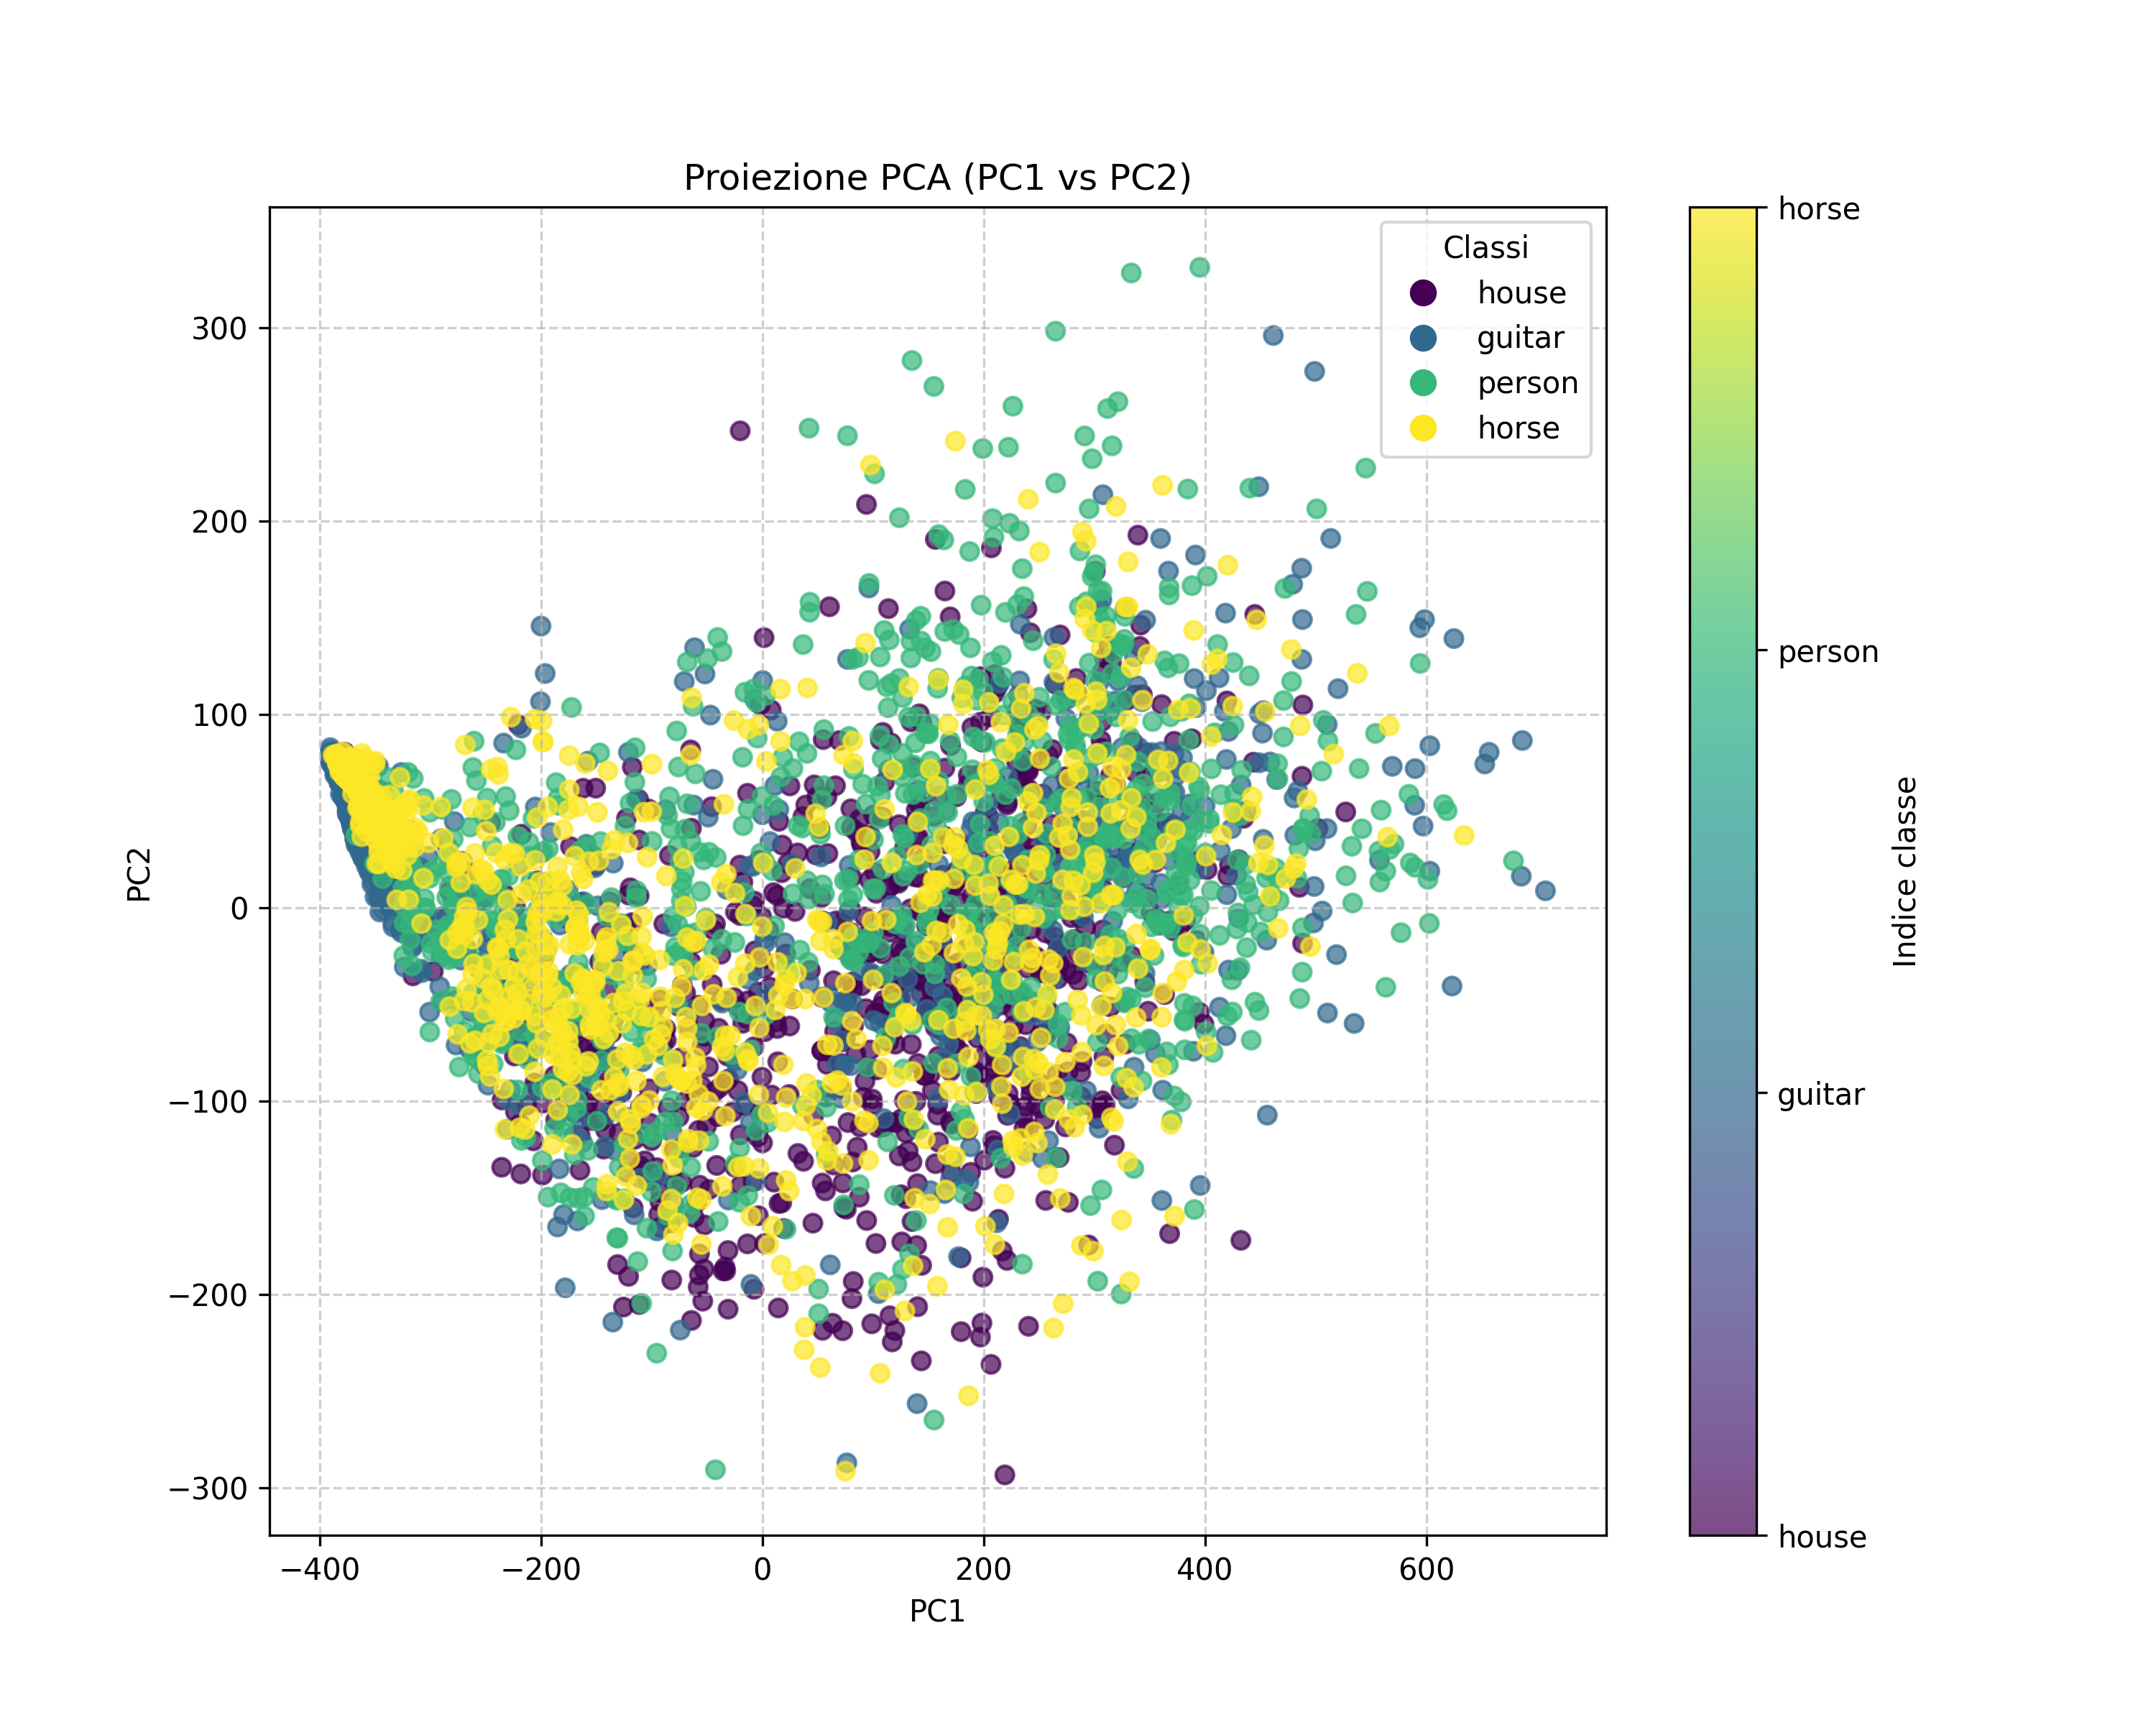 Proiezione PCA (PC1 vs PC2)
Classi
house
guitar
person
horse
300
200
100
0
−100
−200
−300
PC2
−400
−200
0
200
400
600
PC1
horse
person
guitar
house
Indice classe